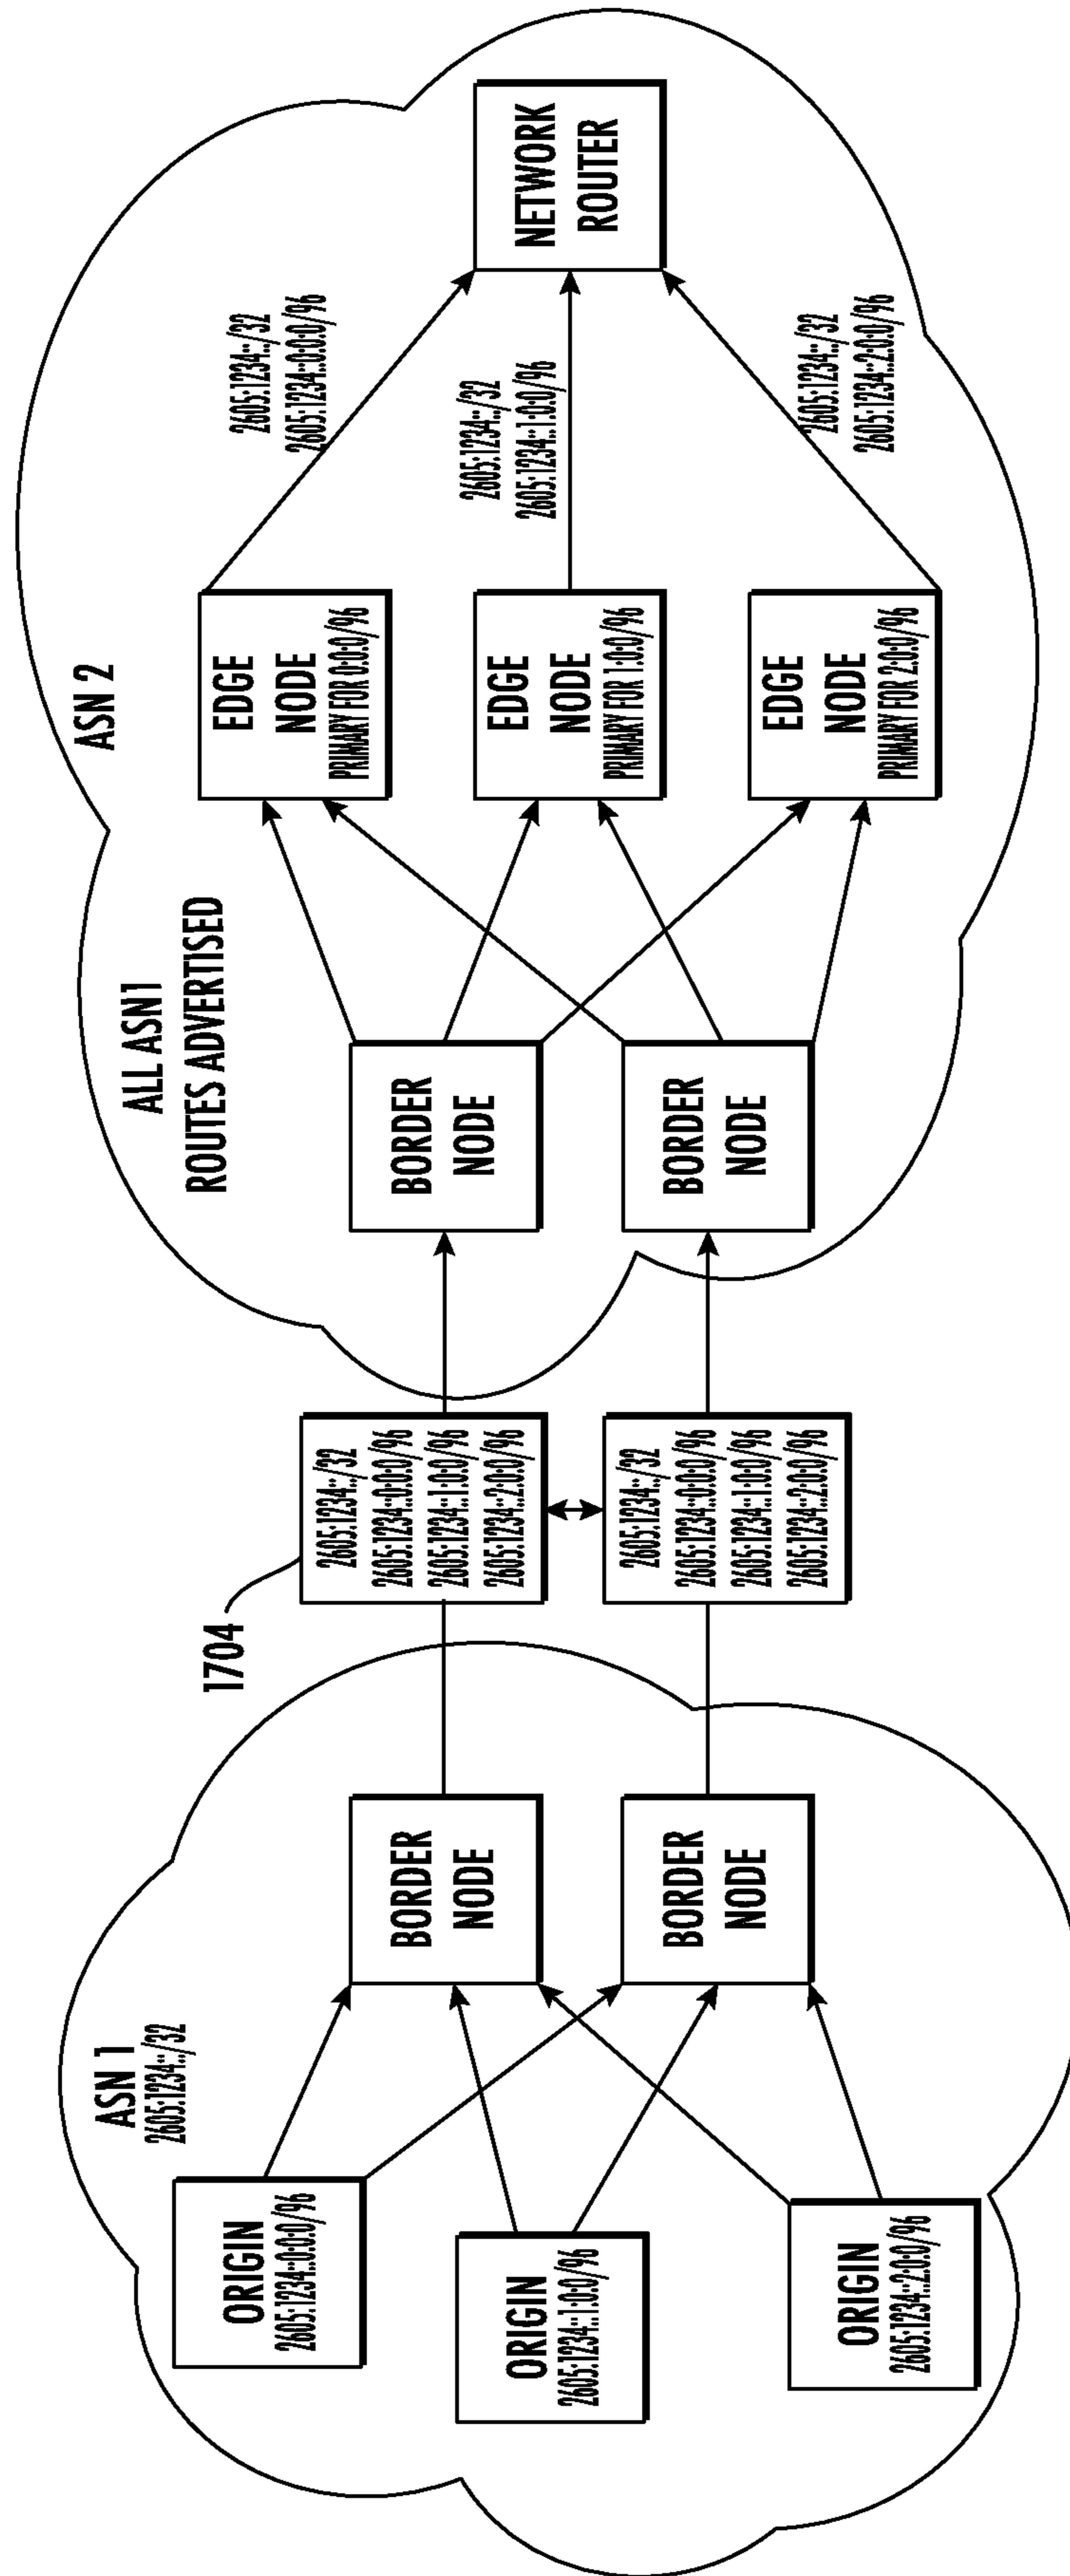 ASN 1
2605:1234::/32
ORIGIN
2605:1234::0:0:0/96
ORIGIN
2605:1234::1:0:0/96
ORIGIN
2605:1234::2:0:0/96
BORDER
NODE
BORDER
NODE
1704
2605:1234::/32
2605:1234::0:0:0/96
2605:1234::1:0:0/96
2605:1234::2:0:0/96
2605:1234::/32
2605:1234::0:0:0/96
2605:1234::1:0:0/96
2605:1234::2:0:0/96
ALL ASN1
ROUTES ADVERTISED
BORDER
NODE
BORDER
NODE
ASN 2
EDGE
NODE
PRIMARY FOR 0:0:0/96
EDGE
NODE
PRIMARY FOR 1:0:0/96
EDGE
NODE
PRIMARY FOR 2:0:0/96
2605:1234::/32
2605:1234::0:0:0/96
2605:1234::/32
2605:1234::1:0:0/96
2605:1234::/32
2605:1234::2:0:0/96
NETWORK
ROUTER